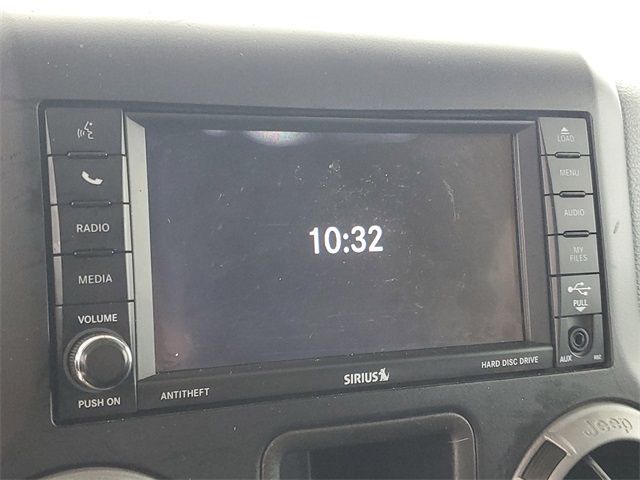 RADIO
MEDIA
VOLUME
PUSH ON
ANTITHEFT
10:32
SIRIUS
HARD DISC DRIVE
LOAD
MENU
AUDIO
MY
FILES
PULL
AUX
RBZ
Jeep